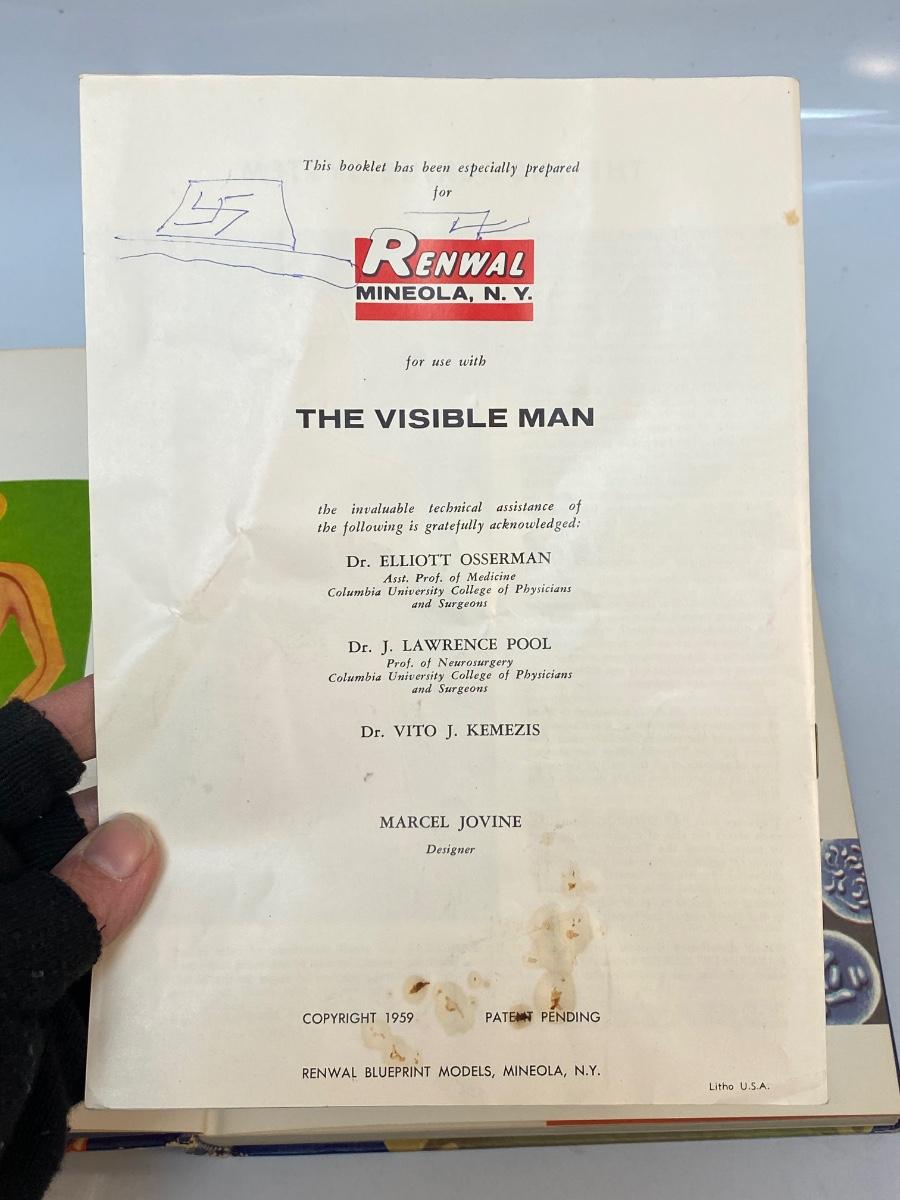 This booklet has been especially prepared
for
RENWAL
MINEOLA, N. Y.
for use with
THE VISIBLE MAN
the invaluable technical assistance of
the following is gratefully acknowledged:
Dr. ELLIOTT OSSERMAN
Asst. Prof. of Medicine
Columbia University College of Physicians
and Surgeons
Dr. J. LAWRENCE POOL
Prof. of Neurosurgery
Columbia University College of Physicians
and Surgeons
Dr. VITO J. KEMEZIS
MARCEL JOVINE
Designer
COPYRIGHT 1959 PATENT PENDING
RENWAL BLUEPRINT MODELS, MINEOLA, N.Y.
Litho U.S.A.